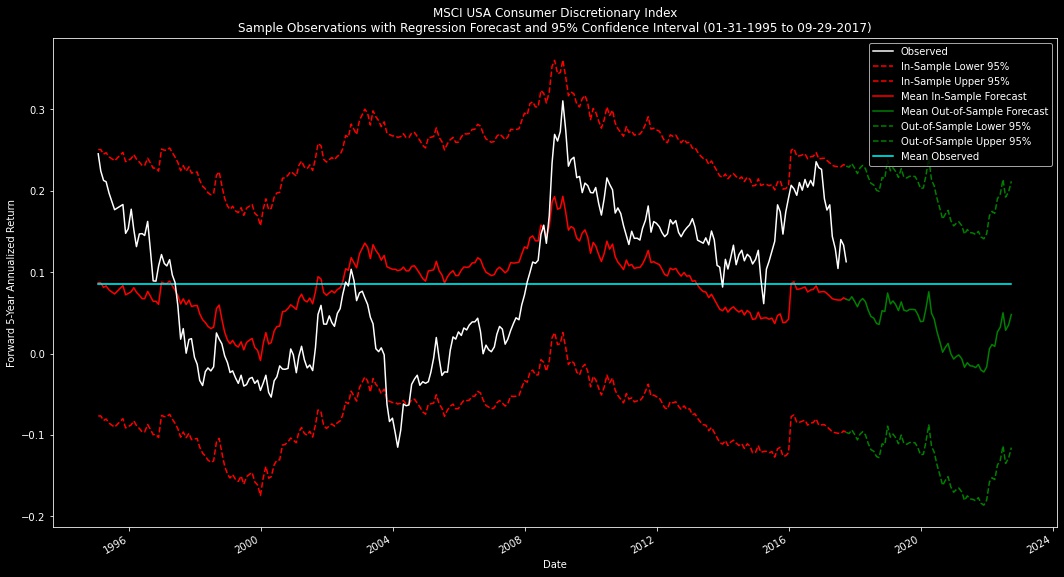 MSCI USA Consumer Discretionary Index
Sample Observations with Regression Forecast and 95% Confidence Interval (01-31-1995 to 09-29-2017)
Observed
In-Sample Lower 95%
In-Sample Upper 95%
Mean In-Sample Forecast
Mean Out-of-Sample Forecast
Out-of-Sample Lower 95%
Out-of-Sample Upper 95%
Mean Observed
Forward 5-Year Annualized Return
0.3
0.2
0.1
0.0
−0.1
−0.2
1996
2000
2004
2008
2012
2016
2020
2024
Date